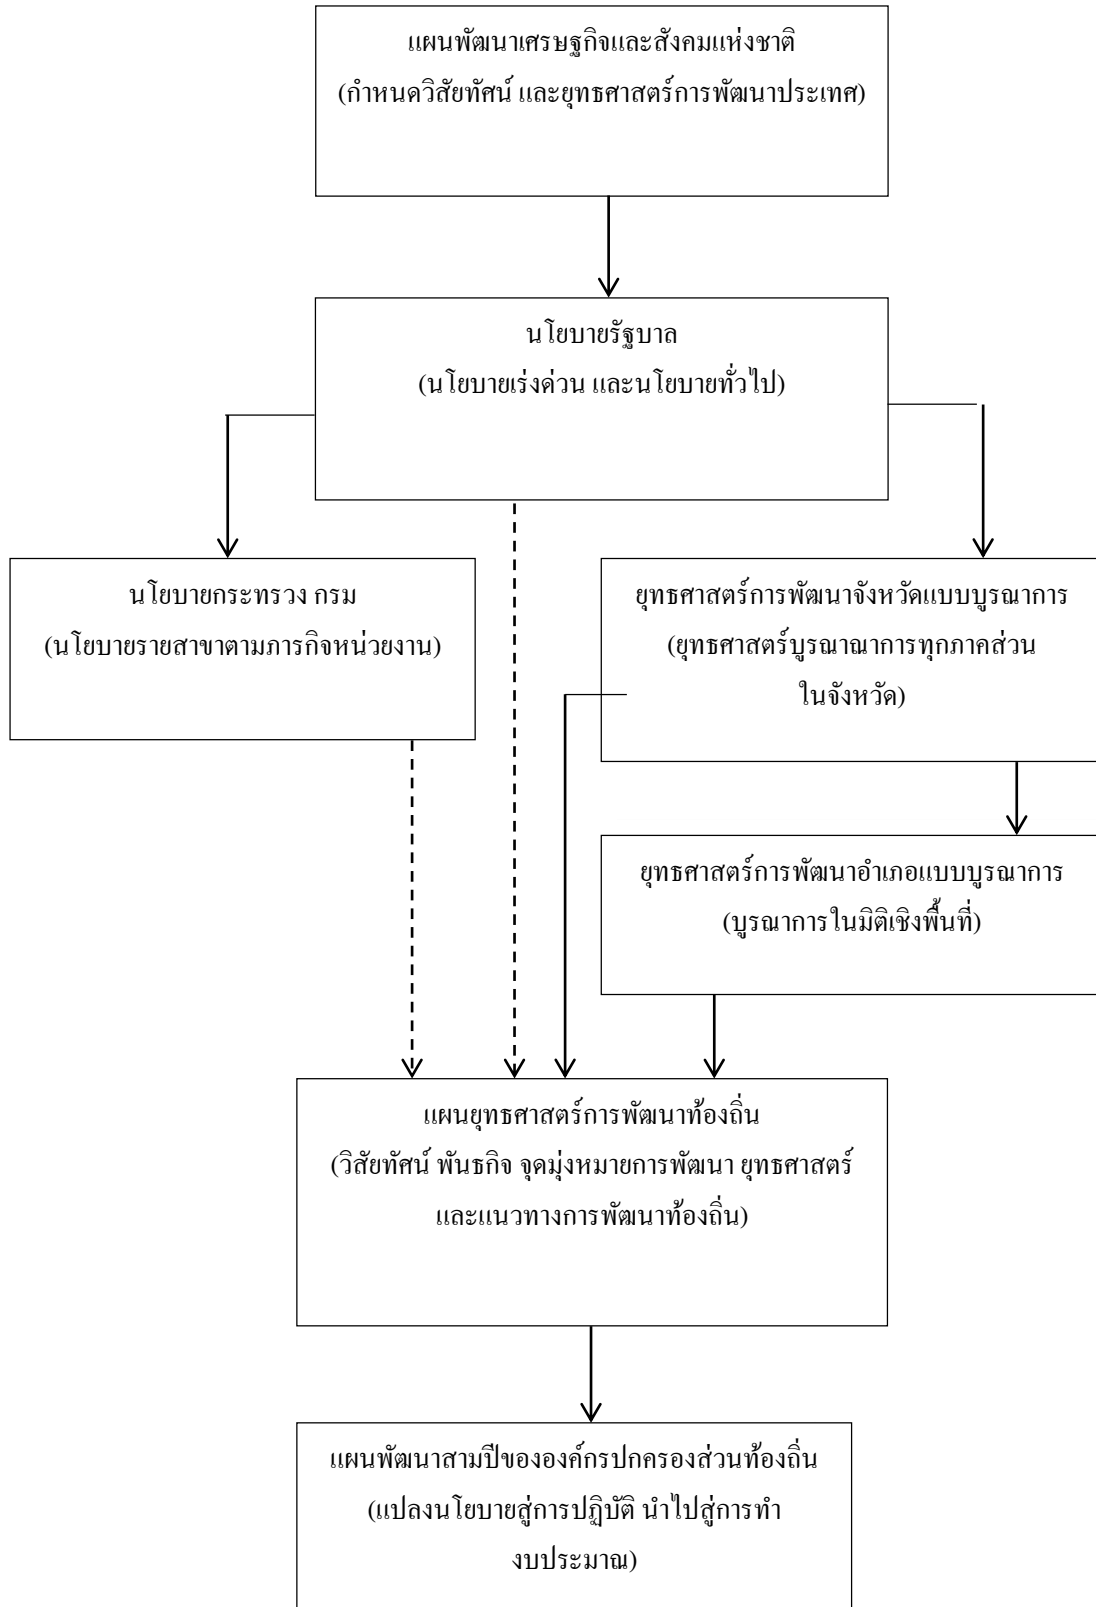 แผนพัฒนาเศรษฐกิจและสังคมแห่งชาติ
(กำหนดวิสัยทัศน์ และยุทธศาสตร์การพัฒนาประเทศ)
นโยบายรัฐบาล
(นโยบายเร่งด่วน และนโยบายทั่วไป)
นโยบายกระทรวง กรม
(นโยบายรายสาขาตามภารกิจหน่วยงาน)
ยุทธศาสตร์การพัฒนาจังหวัดแบบบูรณาการ
(ยุทธศาสตร์บูรณาณาการทุกภาคส่วน
ในจังหวัด)
ยุทธศาสตร์การพัฒนาอำเภอแบบบูรณาการ
(บูรณาการในมิติเชิงพื้นที่)
แผนยุทธศาสตร์การพัฒนาท้องถิ่น
(วิสัยทัศน์ พันธกิจ จุดมุ่งหมายการพัฒนา ยุทธศาสตร์
และแนวทางการพัฒนาท้องถิ่น)
แผนพัฒนาสามปีขององค์กรปกครองส่วนท้องถิ่น
(แปลงนโยบายสู่การปฏิบัติ นำไปสู่การทำ
งบประมาณ)